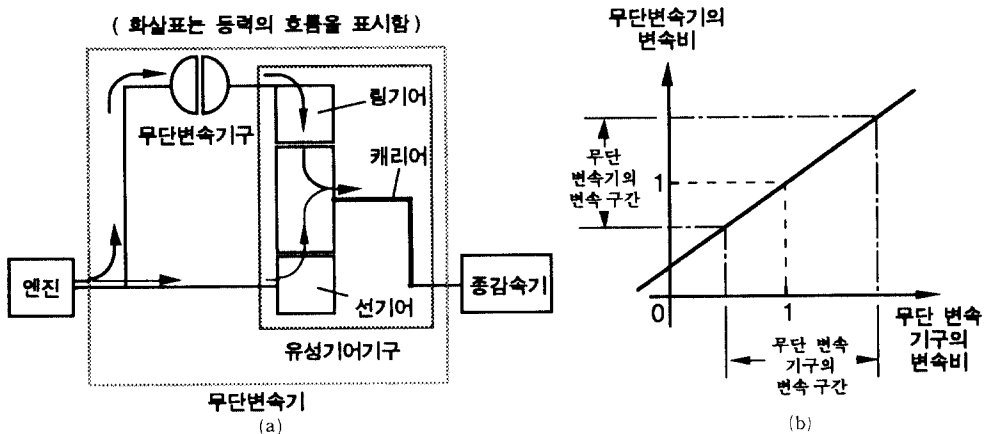 ( 화살표는 동력의 흐름을 표시함 )
링기어
무단변속기구
캐리어
엔진
선기어
종감속기
유성기어기구
무단변속기
(a)
무단변속기의
변속비
무단
변속기의
변속 구간
1
0
1
무단 변속
기구의
변속비
무단 변속
기구의
변속 구간
(b)